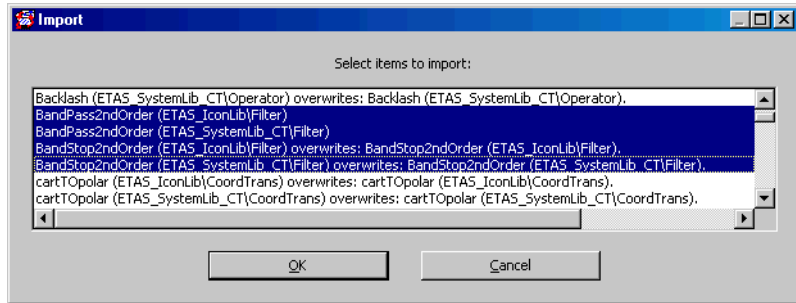 Import
Select items to import:
Backlash (ETAS_SystemLib_CT\Operator) overwrites: Backlash (ETAS_SystemLib_CT\Operator).
BandPass2ndOrder (ETAS_IconLib\Filter)
BandPass2ndOrder (ETAS_SystemLib_CT\Filter)
BandStop2ndOrder (ETAS_IconLib\Filter) overwrites: BandStop2ndOrder (ETAS_IconLib\Filter).
BandStop2ndOrder (ETAS_SystemLib_CT\Filter) overwrites: BandStop2ndOrder (ETAS_SystemLib_CT\Filter).
cartTOpolar (ETAS_IconLib\CoordTrans) overwrites: cartTOpolar (ETAS_IconLib\CoordTrans).
cartTOpolar (ETAS_SystemLib_CT\CoordTrans) overwrites: cartTOpolar (ETAS_SystemLib_CT\CoordTrans).
OK Cancel